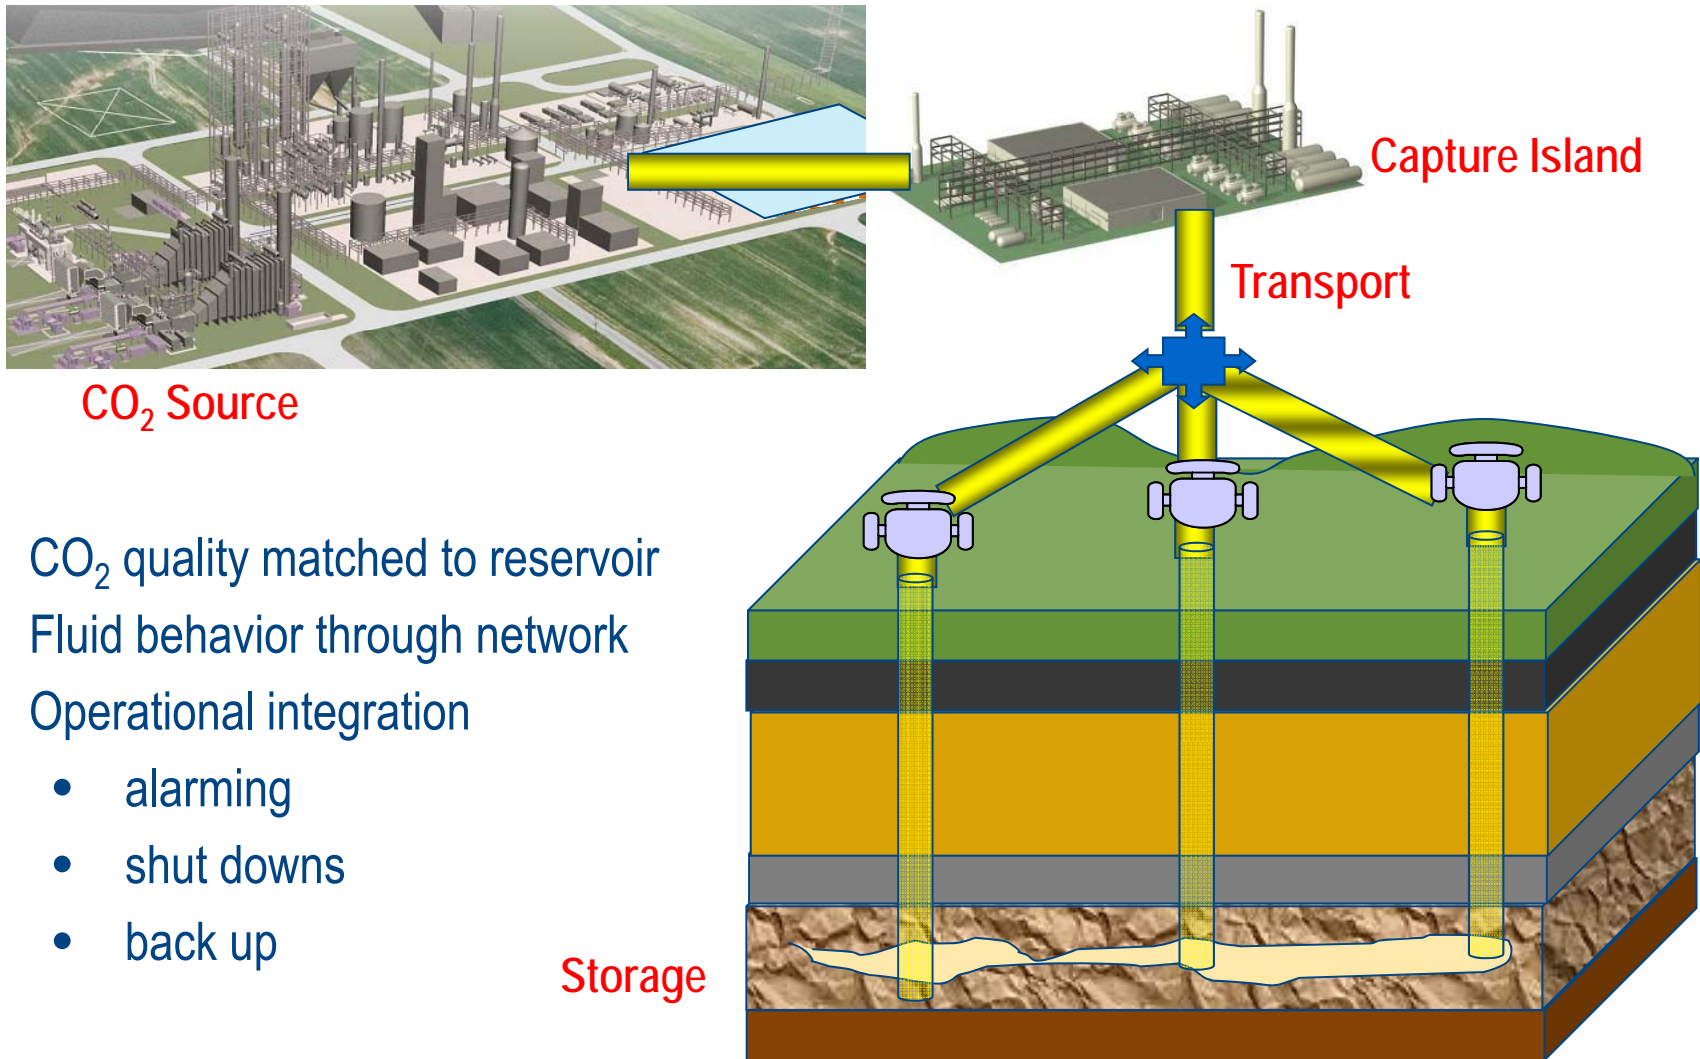 Capture Island
Transport
CO₂ Source
CO₂ quality matched to reservoir
Fluid behavior through network
Operational integration
• alarming
• shut downs
• back up
Storage